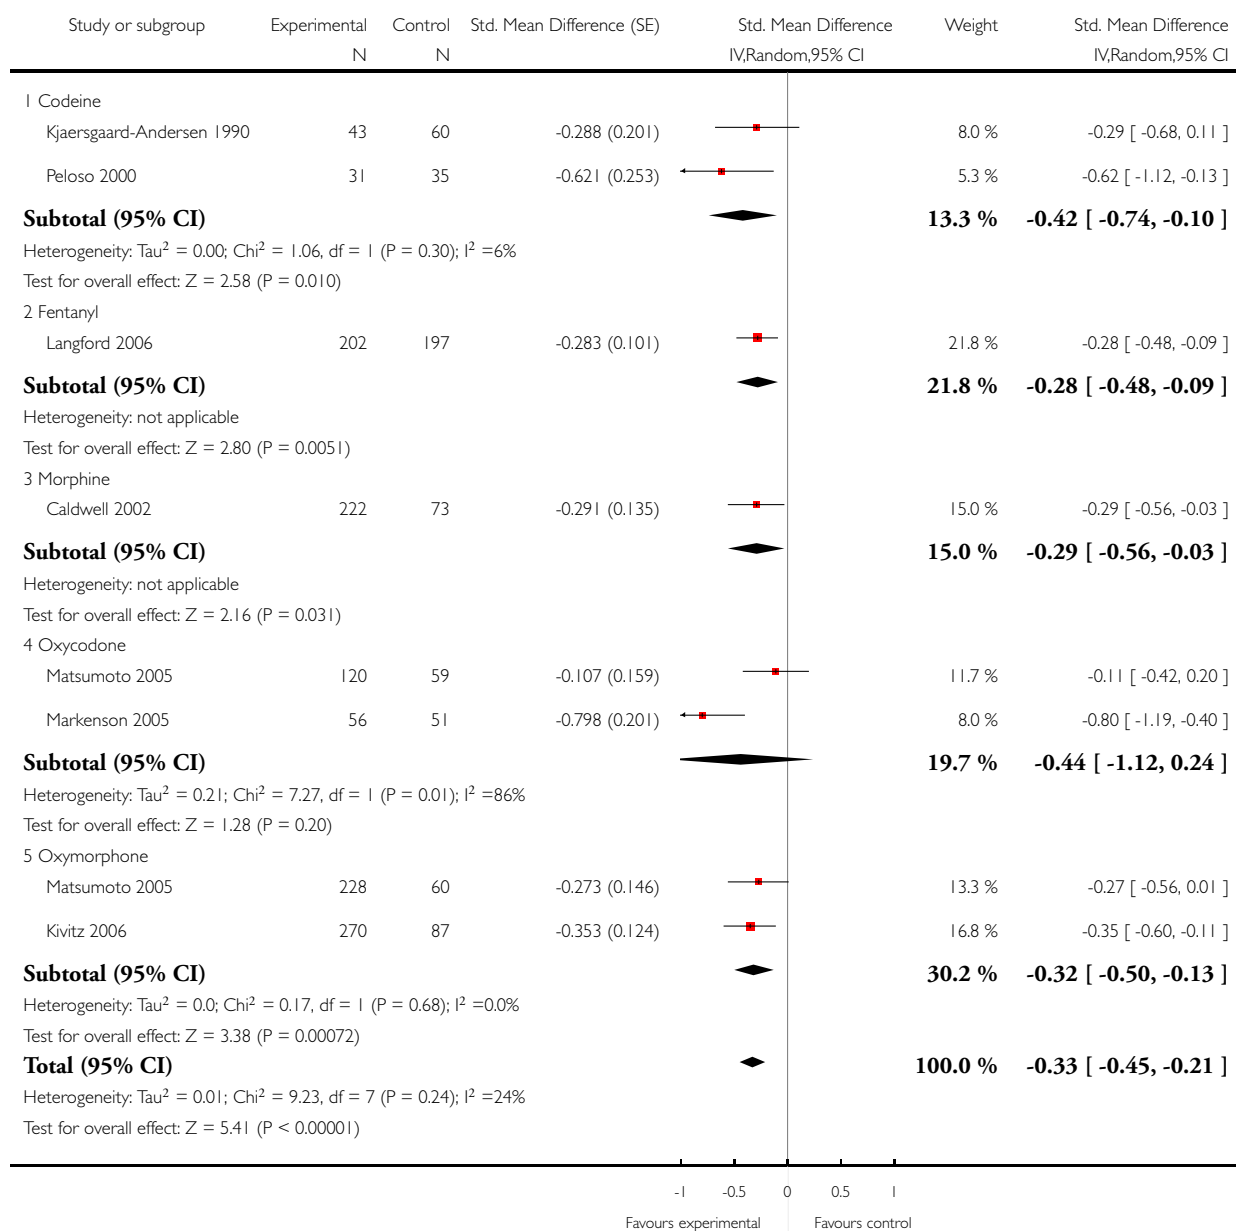 Study or subgroup Experimental Control Std. Mean Difference (SE) Std. Mean Difference Weight Std. Mean Difference
N N IV,Random,95% CI IV,Random,95% CI
1 Codeine
Kjaersgaard-Andersen 1990 43 60 -0.288 (0.201) 8.0 % -0.29 [ -0.68, 0.11 ]
Peloso 2000 31 35 -0.621 (0.253) 5.3 % -0.62 [ -1.12, -0.13 ]
Subtotal (95% CI) 13.3 % -0.42 [ -0.74, -0.10 ]
Heterogeneity: Tau² = 0.00; Chi² = 1.06, df = 1 (P = 0.30); I² =6%
Test for overall effect: Z = 2.58 (P = 0.010)
2 Fentanyl
Langford 2006 202 197 -0.283 (0.101) 21.8 % -0.28 [ -0.48, -0.09 ]
Subtotal (95% CI) 21.8 % -0.28 [ -0.48, -0.09 ]
Heterogeneity: not applicable
Test for overall effect: Z = 2.80 (P = 0.0051)
3 Morphine
Caldwell 2002 222 73 -0.291 (0.135) 15.0 % -0.29 [ -0.56, -0.03 ]
Subtotal (95% CI) 15.0 % -0.29 [ -0.56, -0.03 ]
Heterogeneity: not applicable
Test for overall effect: Z = 2.16 (P = 0.031)
4 Oxycodone
Matsumoto 2005 120 59 -0.107 (0.159) 11.7 % -0.11 [ -0.42, 0.20 ]
Markenson 2005 56 51 -0.798 (0.201) 8.0 % -0.80 [ -1.19, -0.40 ]
Subtotal (95% CI) 19.7 % -0.44 [ -1.12, 0.24 ]
Heterogeneity: Tau² = 0.21; Chi² = 7.27, df = 1 (P = 0.01); I² =86%
Test for overall effect: Z = 1.28 (P = 0.20)
5 Oxymorphone
Matsumoto 2005 228 60 -0.273 (0.146) 13.3 % -0.27 [ -0.56, 0.01 ]
Kivitz 2006 270 87 -0.353 (0.124) 16.8 % -0.35 [ -0.60, -0.11 ]
Subtotal (95% CI) 30.2 % -0.32 [ -0.50, -0.13 ]
Heterogeneity: Tau² = 0.0; Chi² = 0.17, df = 1 (P = 0.68); I² =0.0%
Test for overall effect: Z = 3.38 (P = 0.00072)
Total (95% CI) 100.0 % -0.33 [ -0.45, -0.21 ]
Heterogeneity: Tau² = 0.01; Chi² = 9.23, df = 7 (P = 0.24); I² =24%
Test for overall effect: Z = 5.41 (P < 0.00001)
-1 -0.5 0 0.5 1
Favours experimental Favours control